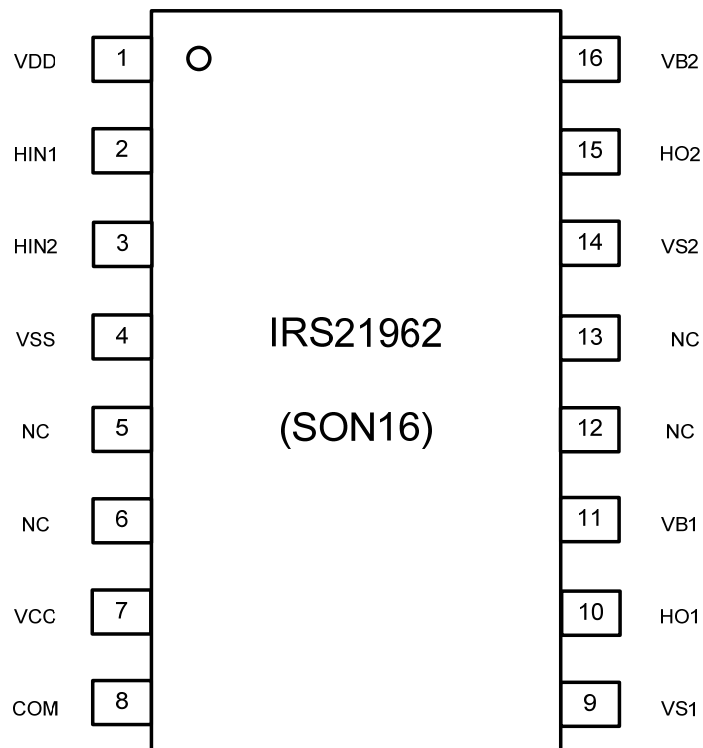 VDD 1 16 VB2
HIN1 2 15 HO2
HIN2 3 14 VS2
VSS 4 IRS21962 13 NC
NC 5 (SON16) 12 NC
NC 6 11 VB1
VCC 7 10 HO1
COM 8 9 VS1